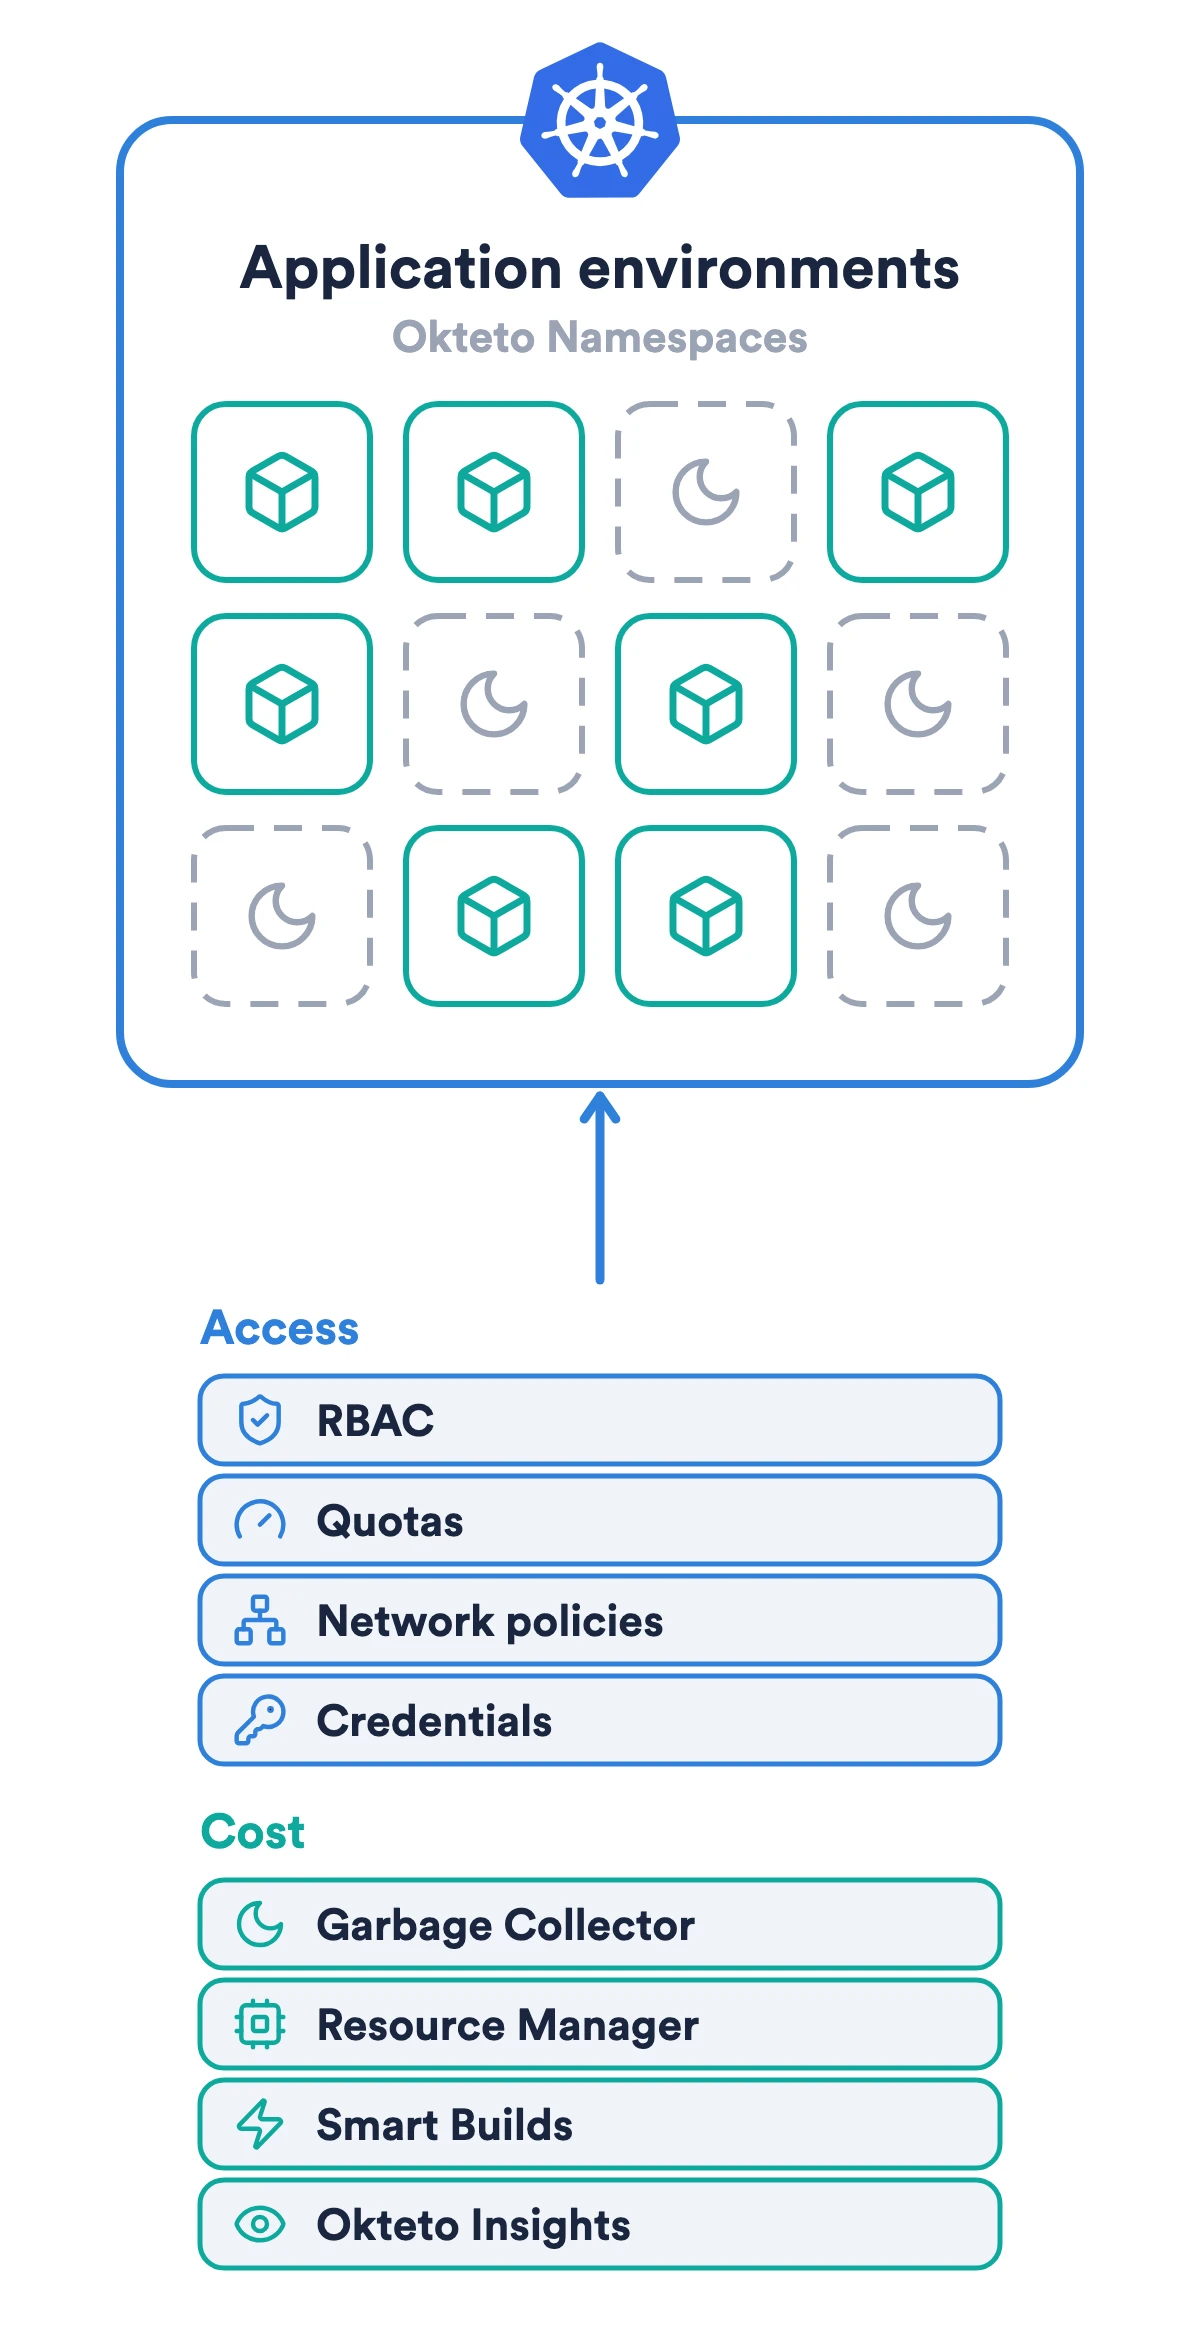 Application environments
Okteto Namespaces
Access
RBAC
Quotas
Network policies
Credentials
Cost
Garbage Collector
Resource Manager
Smart Builds
Okteto Insights